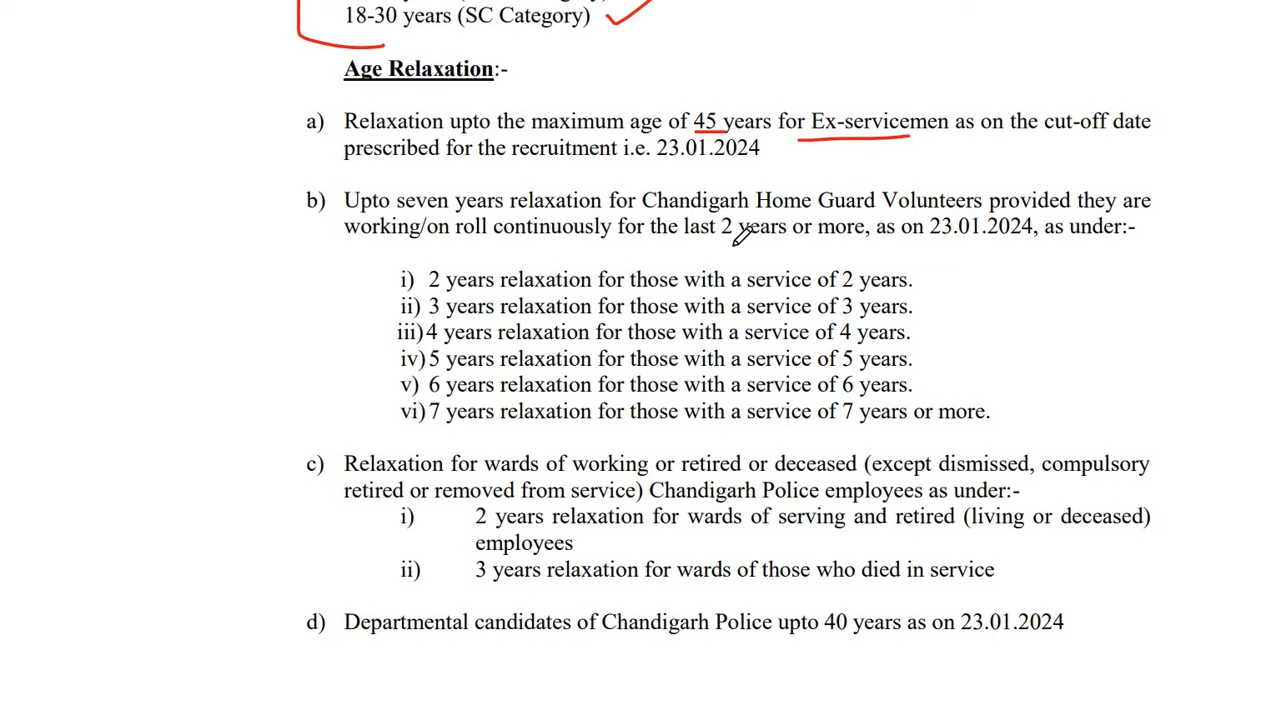 18-30 years (SC Category)
Age Relaxation:-
a) Relaxation upto the maximum age of 45 years for Ex-servicemen as on the cut-off date
prescribed for the recruitment i.e. 23.01.2024
b) Upto seven years relaxation for Chandigarh Home Guard Volunteers provided they are
working/on roll continuously for the last 2 years or more, as on 23.01.2024, as under:-
i) 2 years relaxation for those with a service of 2 years.
ii) 3 years relaxation for those with a service of 3 years.
iii) 4 years relaxation for those with a service of 4 years.
iv) 5 years relaxation for those with a service of 5 years.
v) 6 years relaxation for those with a service of 6 years.
vi) 7 years relaxation for those with a service of 7 years or more.
c) Relaxation for wards of working or retired or deceased (except dismissed, compulsory
retired or removed from service) Chandigarh Police employees as under:-
i) 2 years relaxation for wards of serving and retired (living or deceased)
employees
ii) 3 years relaxation for wards of those who died in service
d) Departmental candidates of Chandigarh Police upto 40 years as on 23.01.2024